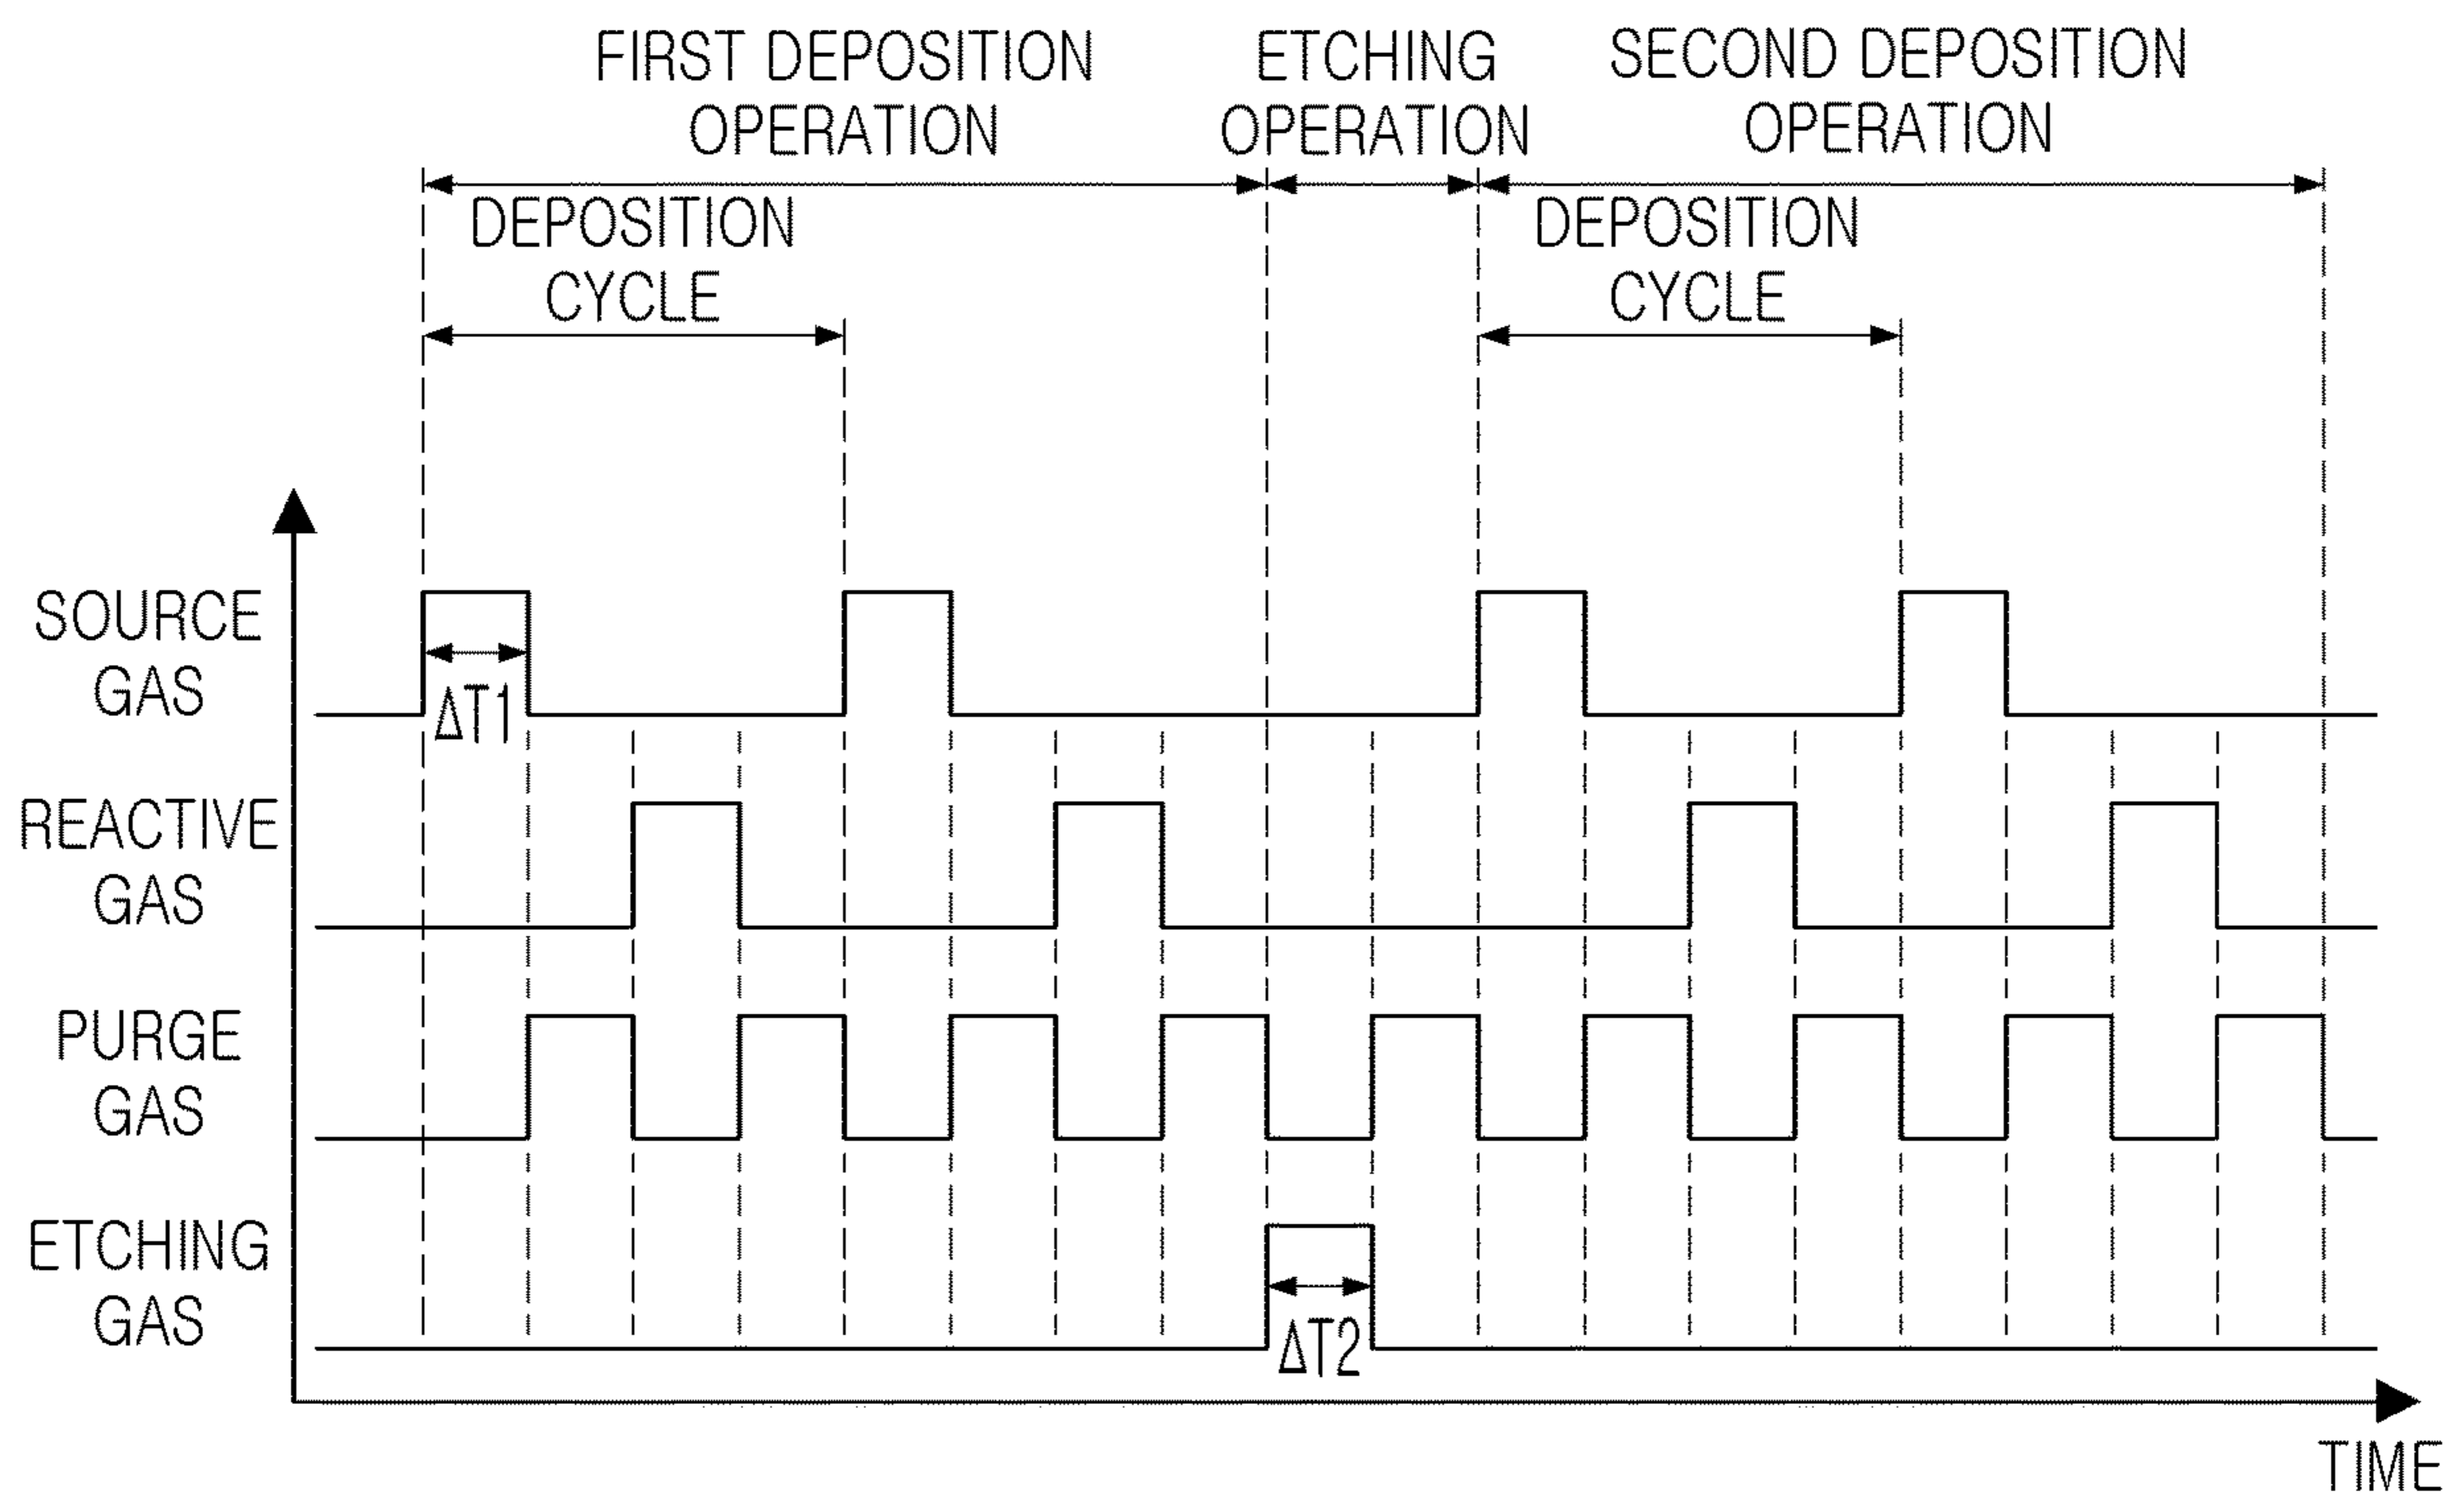 FIRST DEPOSITION
OPERATION
ETCHING
OPERATION
SECOND DEPOSITION
OPERATION
DEPOSITION
CYCLE
DEPOSITION
CYCLE
SOURCE
GAS
ΔT1
REACTIVE
GAS
PURGE
GAS
ETCHING
GAS
ΔT2
TIME